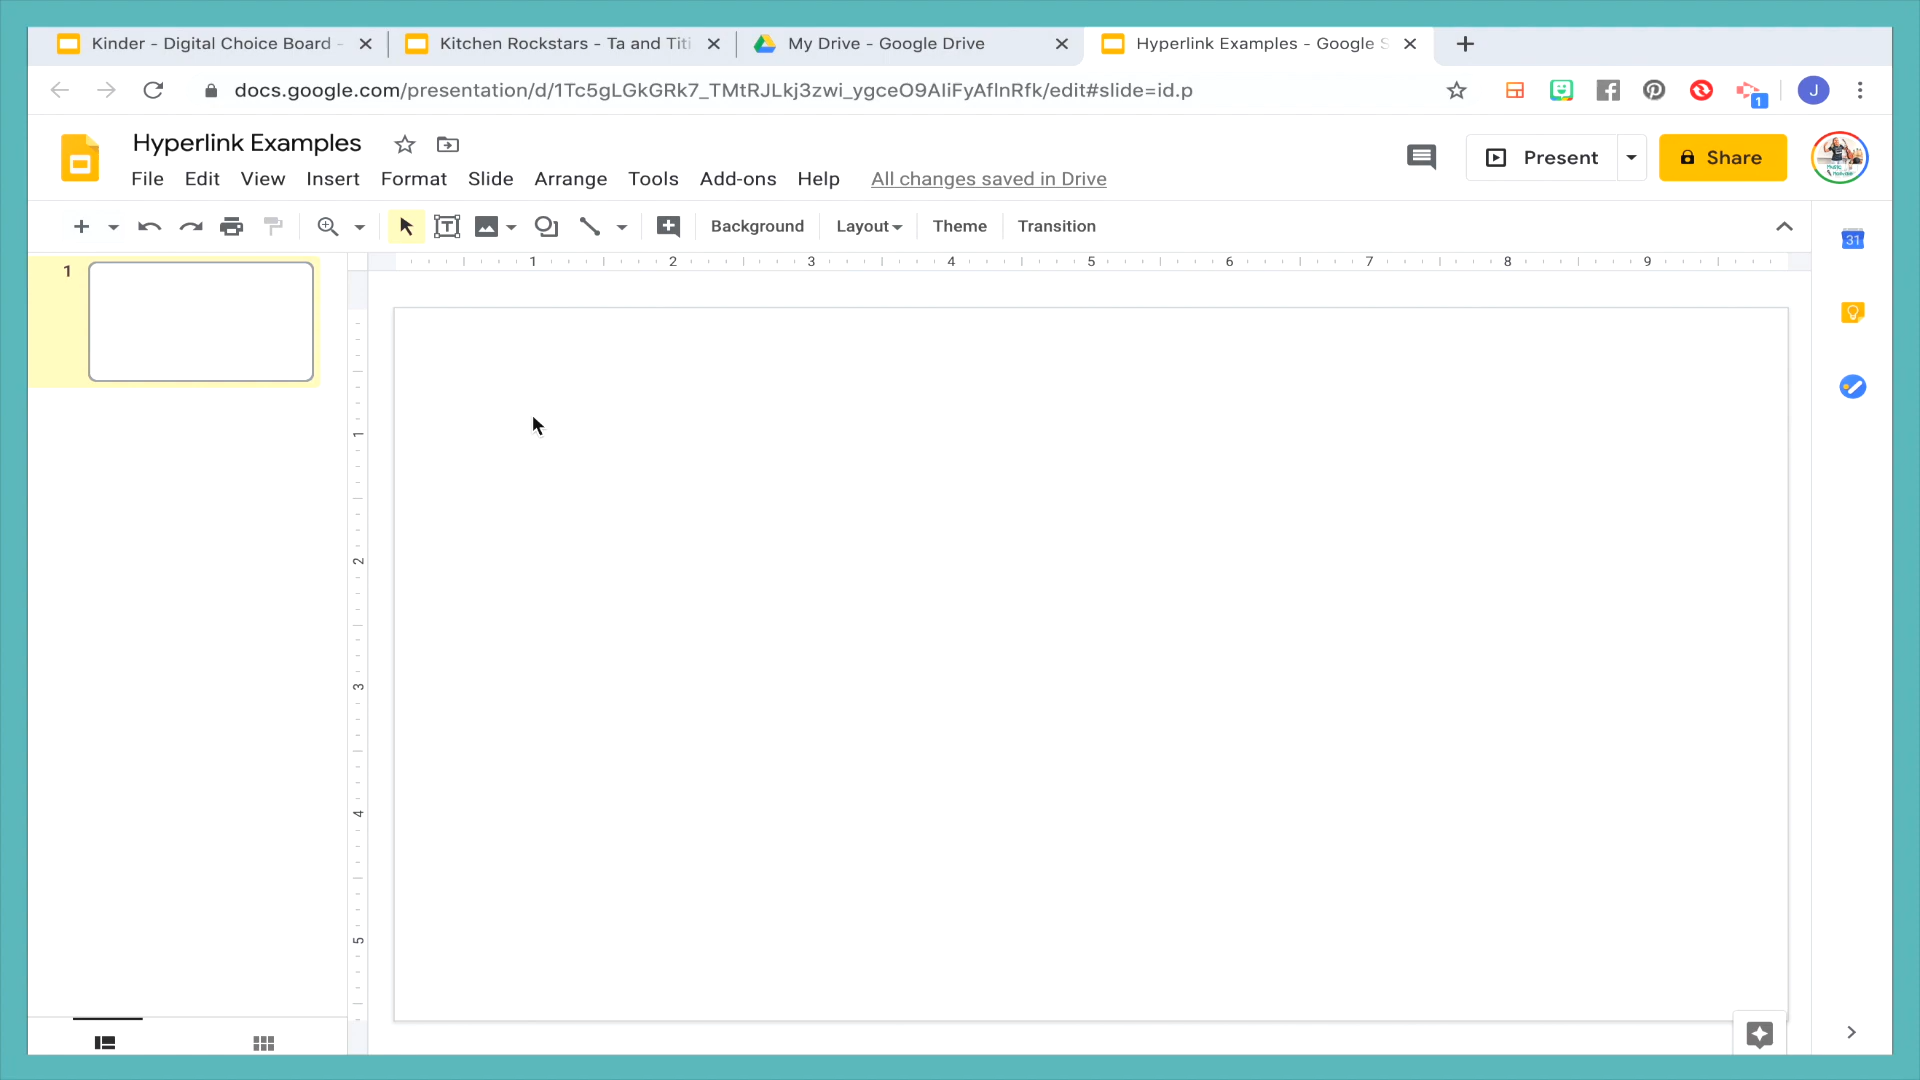 Kinder - Digital Choice Board -
Kitchen Rockstars - Ta and Titi
My Drive - Google Drive
Hyperlink Examples - Google S
docs.google.com/presentation/d/1Tc5gLGkGRk7_TMtRJLkj3zwi_ygceO9AIiFyAflnRfk/edit#slide=id.p
1
J
Hyperlink Examples
Present
Share
File Edit View Insert Format Slide Arrange Tools Add-ons Help All changes saved in Drive
Background Layout Theme Transition
31
1 2 3 4 5 6 7 8 9
1
1
2
3
4
5